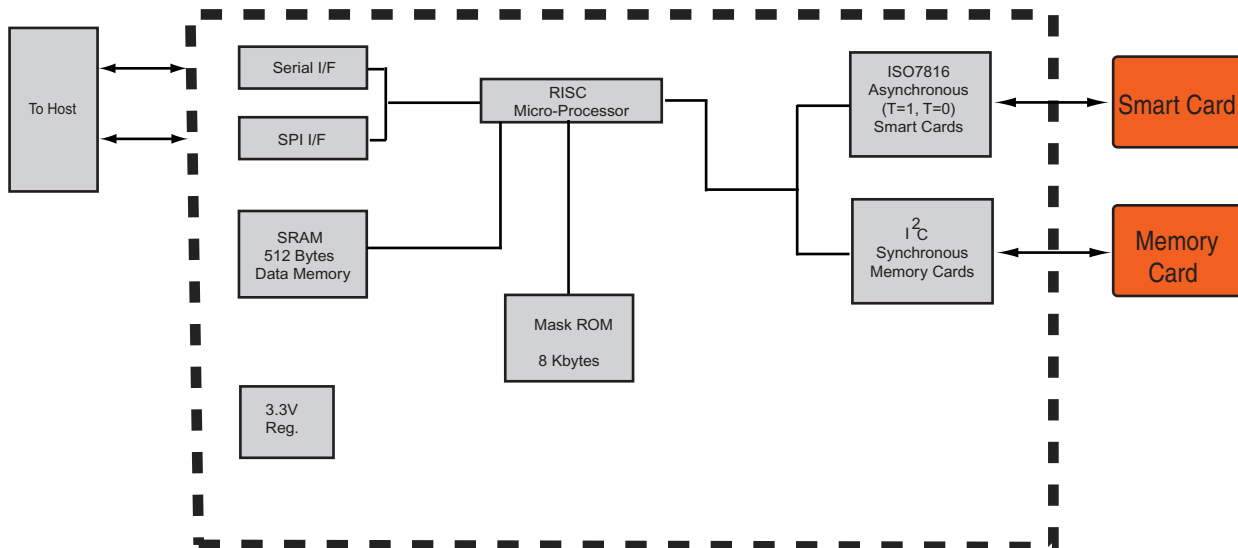 To Host
Serial I/F
SPI I/F
SRAM
512 Bytes
Data Memory
3.3V
Reg.
RISC
Micro-Processor
Mask ROM
8 Kbytes
ISO7816
Asynchronous
(T=1, T=0)
Smart Cards
I²C
Synchronous
Memory Cards
Smart Card
Memory
Card